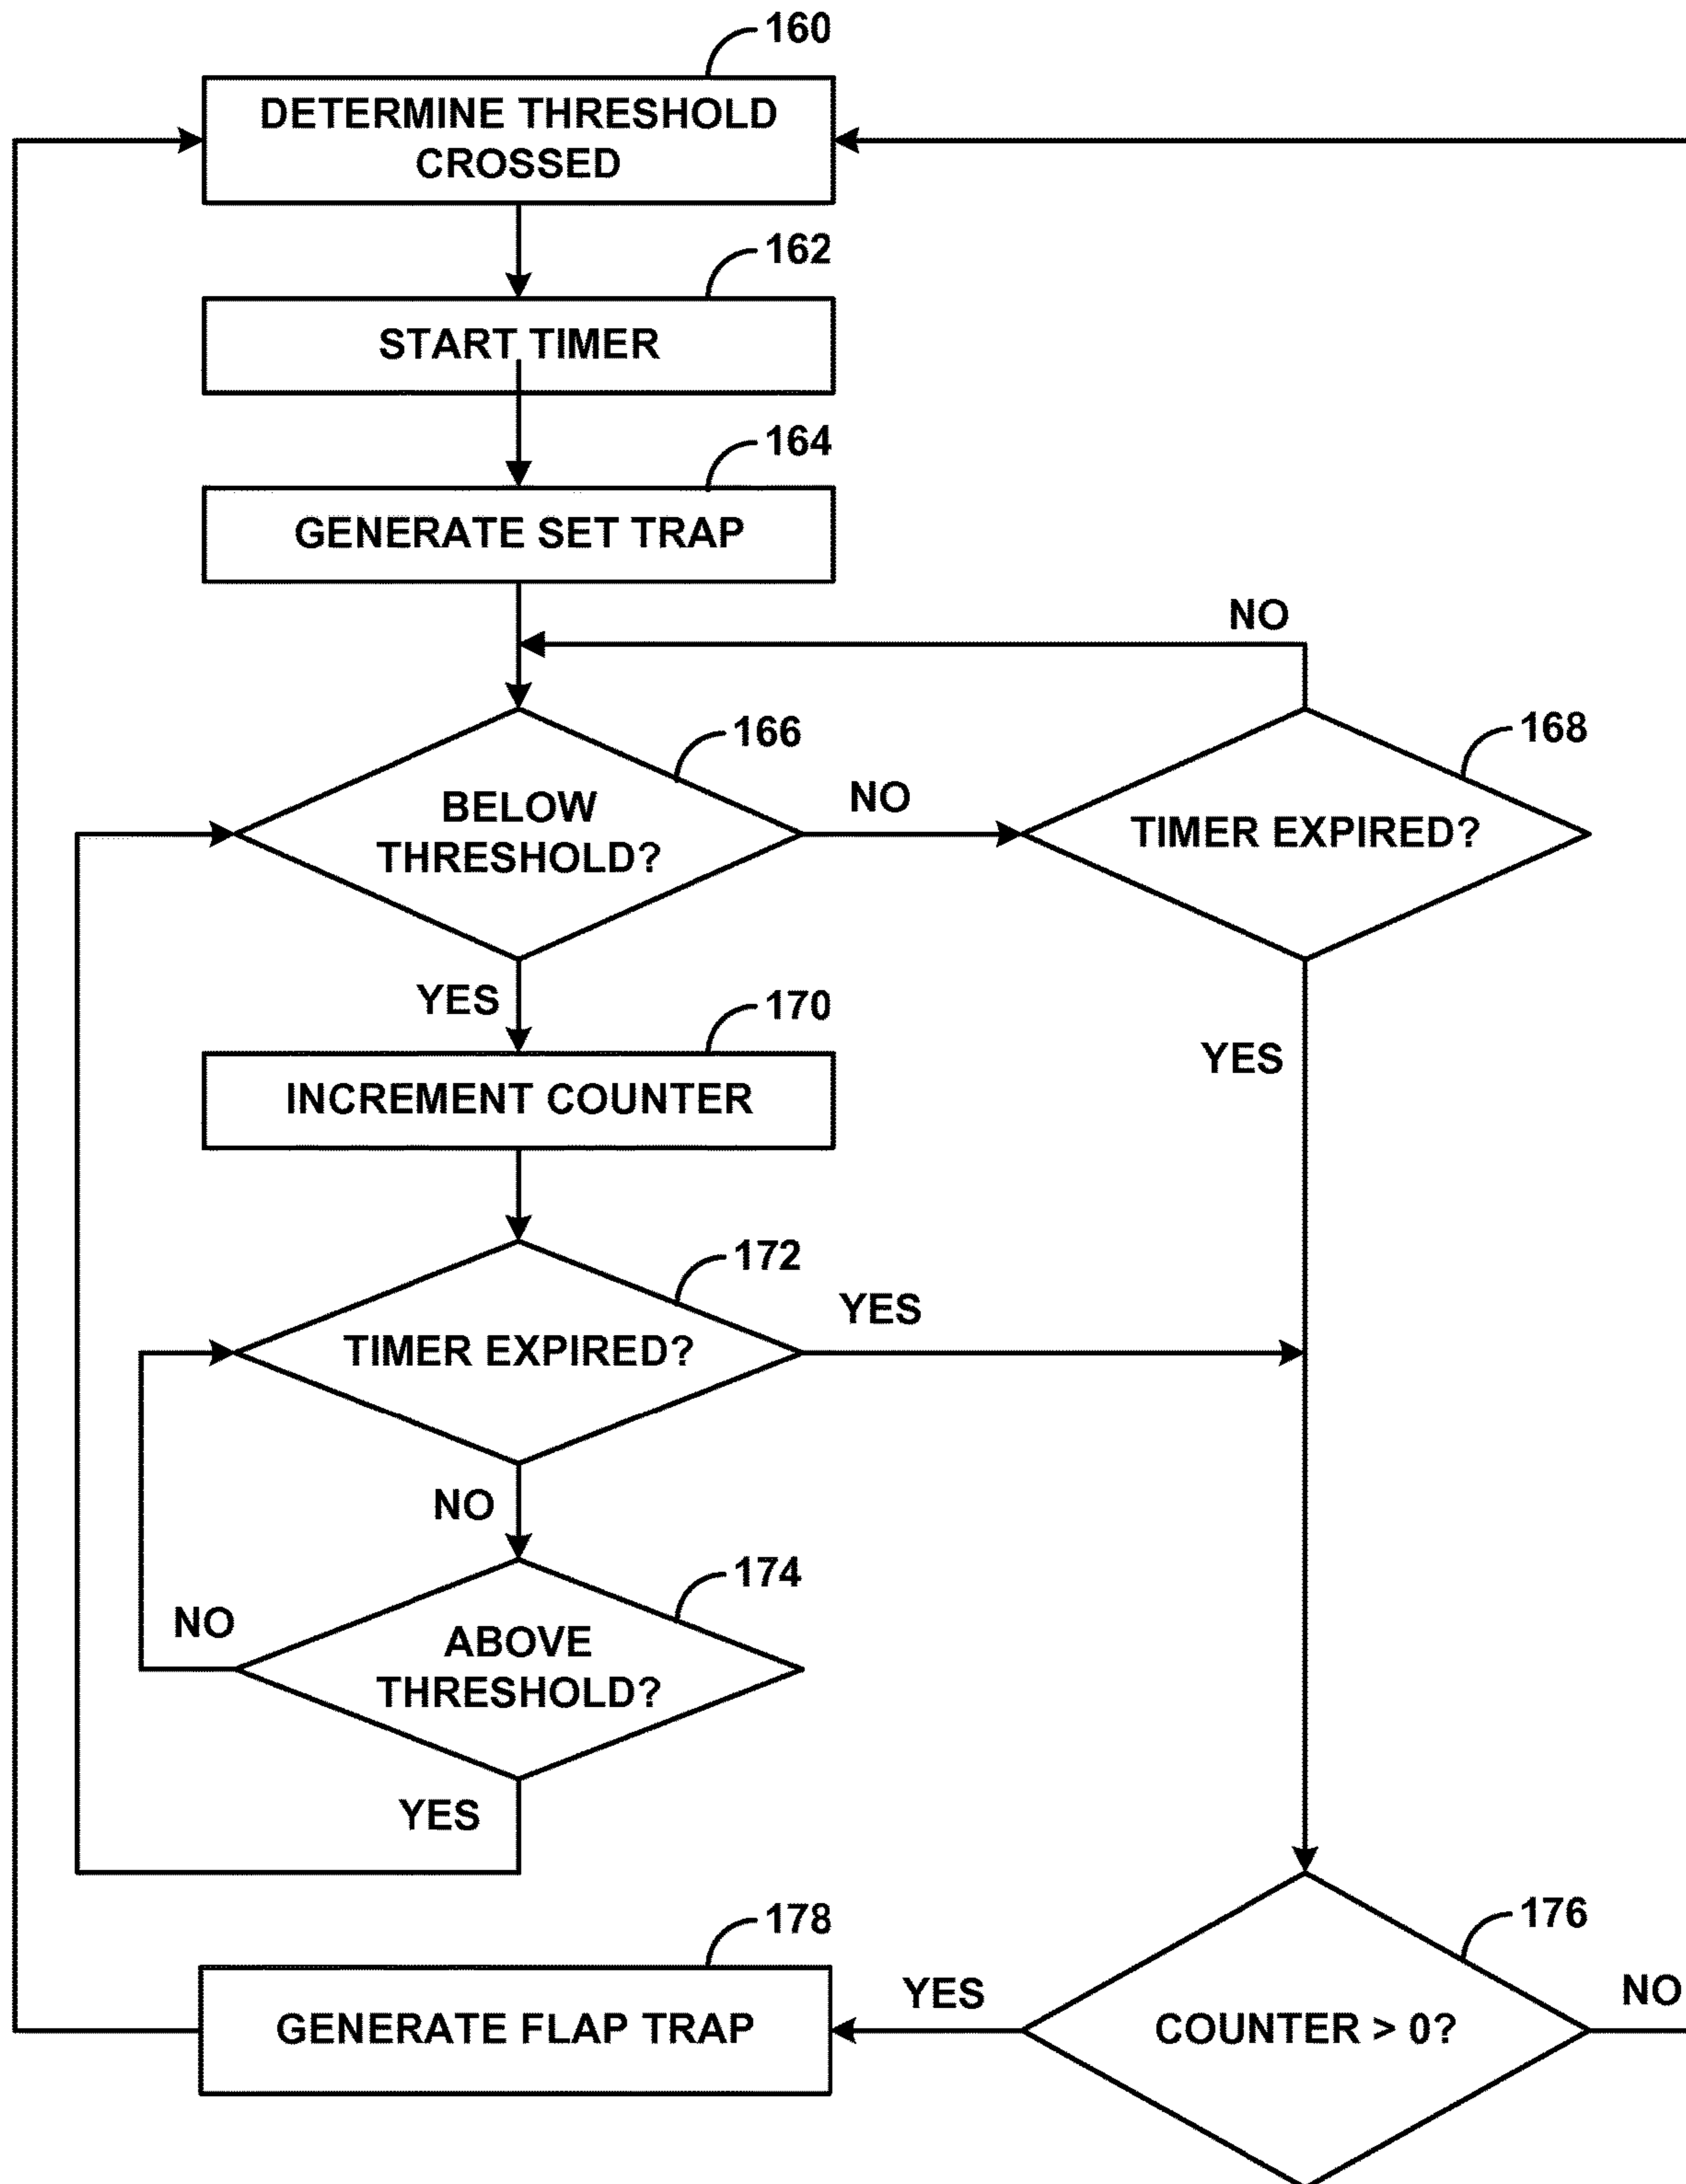 160
DETERMINE THRESHOLD
CROSSED
162
START TIMER
164
GENERATE SET TRAP
NO
166
BELOW
THRESHOLD?
NO
168
TIMER EXPIRED?
YES
170
INCREMENT COUNTER
YES
172
TIMER EXPIRED?
YES
NO
174
ABOVE
THRESHOLD?
NO
YES
178
GENERATE FLAP TRAP
YES
176
COUNTER > 0?
NO